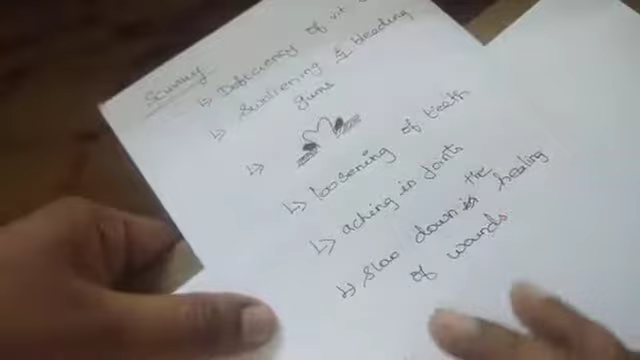 Scurvy
↳ Deficiency of vit
↳ Swellening & bleeding
gums
↳
↳ loosening of teeth
↳ aching in Joints
↳ Slow down in the healing
of wounds